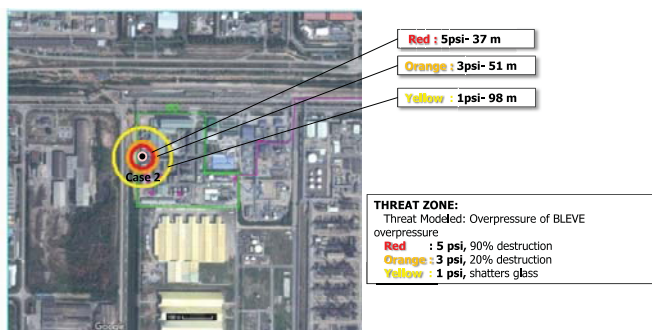 Red : 5psi- 37 m
Orange : 3psi- 51 m
Yellow : 1psi- 98 m
Case 2
THREAT ZONE:
Threat Modeled: Overpressure of BLEVE
overpressure
Red : 5 psi, 90% destruction
Orange : 3 psi, 20% destruction
Yellow : 1 psi, shatters glass
Google